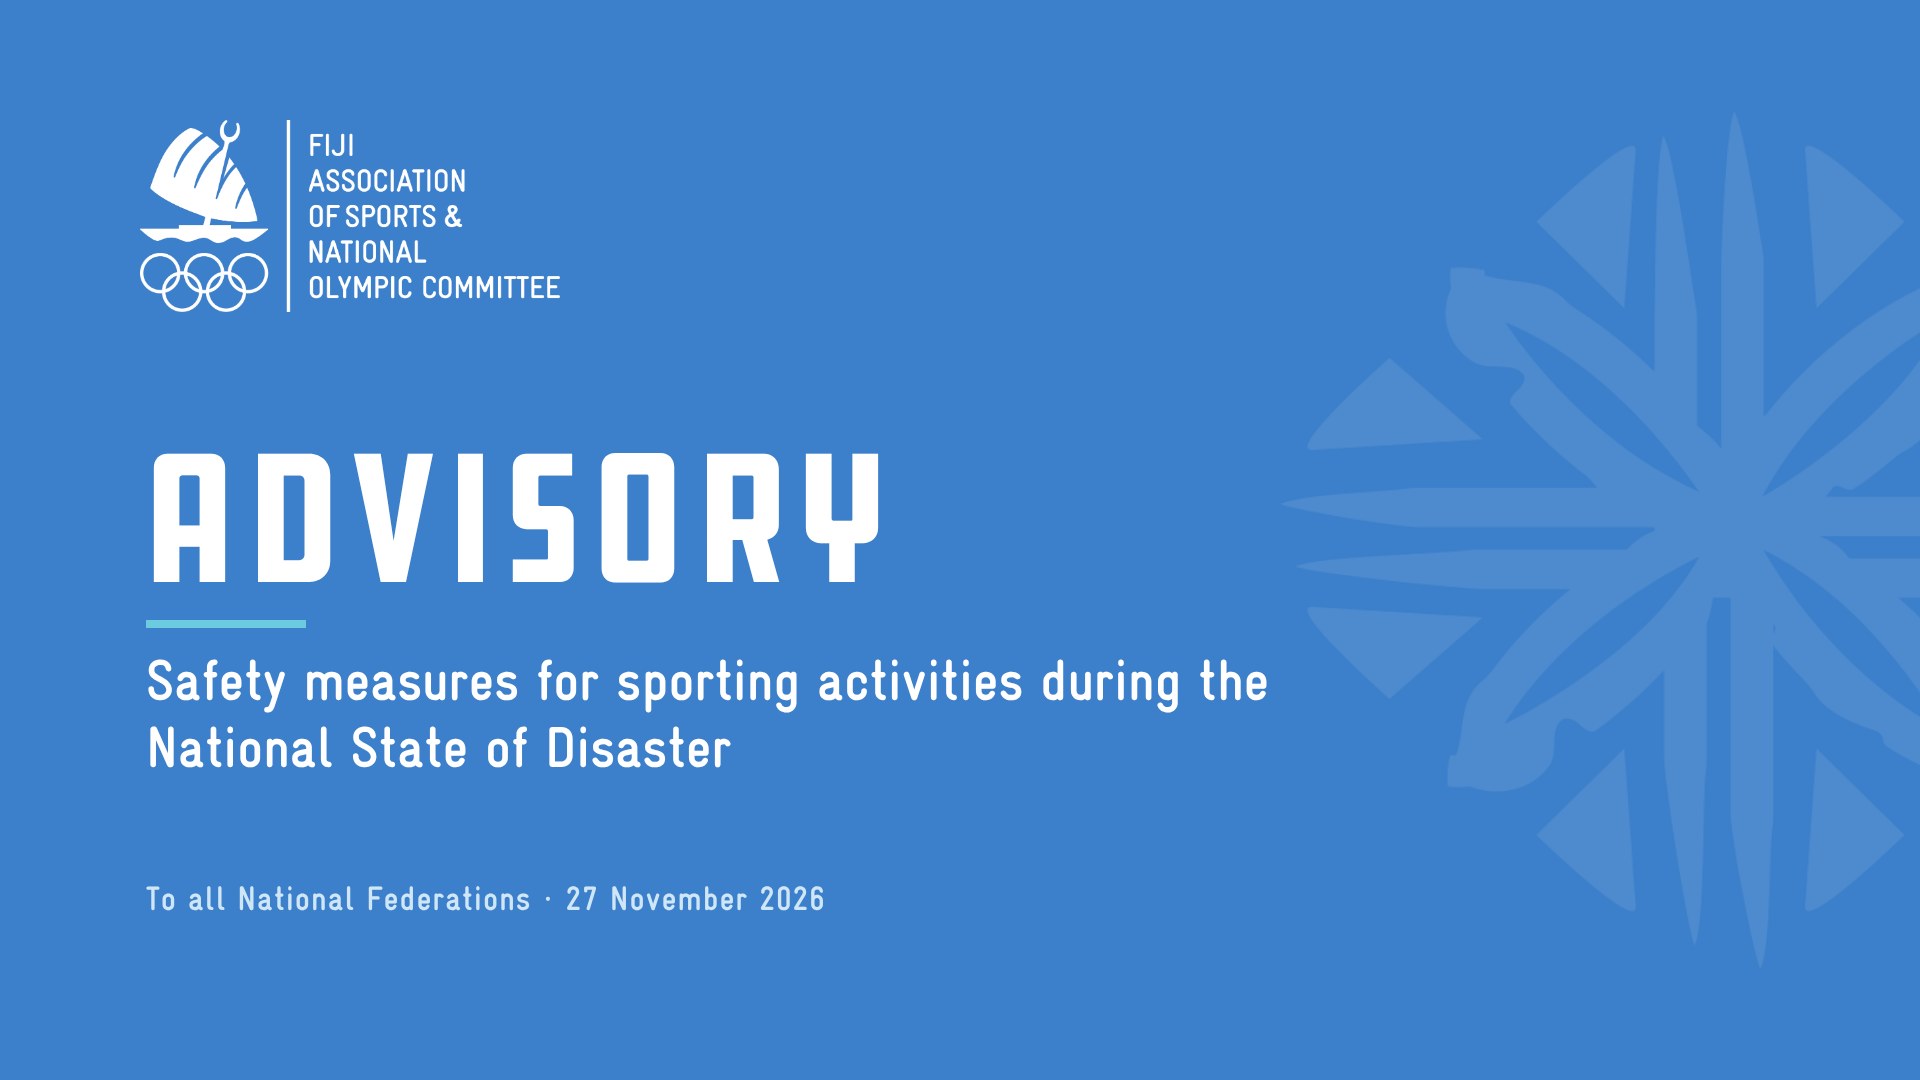 FIJI
ASSOCIATION
OF SPORTS &
NATIONAL
OLYMPIC COMMITTEE
ADVISORY
Safety measures for sporting activities during the
National State of Disaster
To all National Federations · 27 November 2026